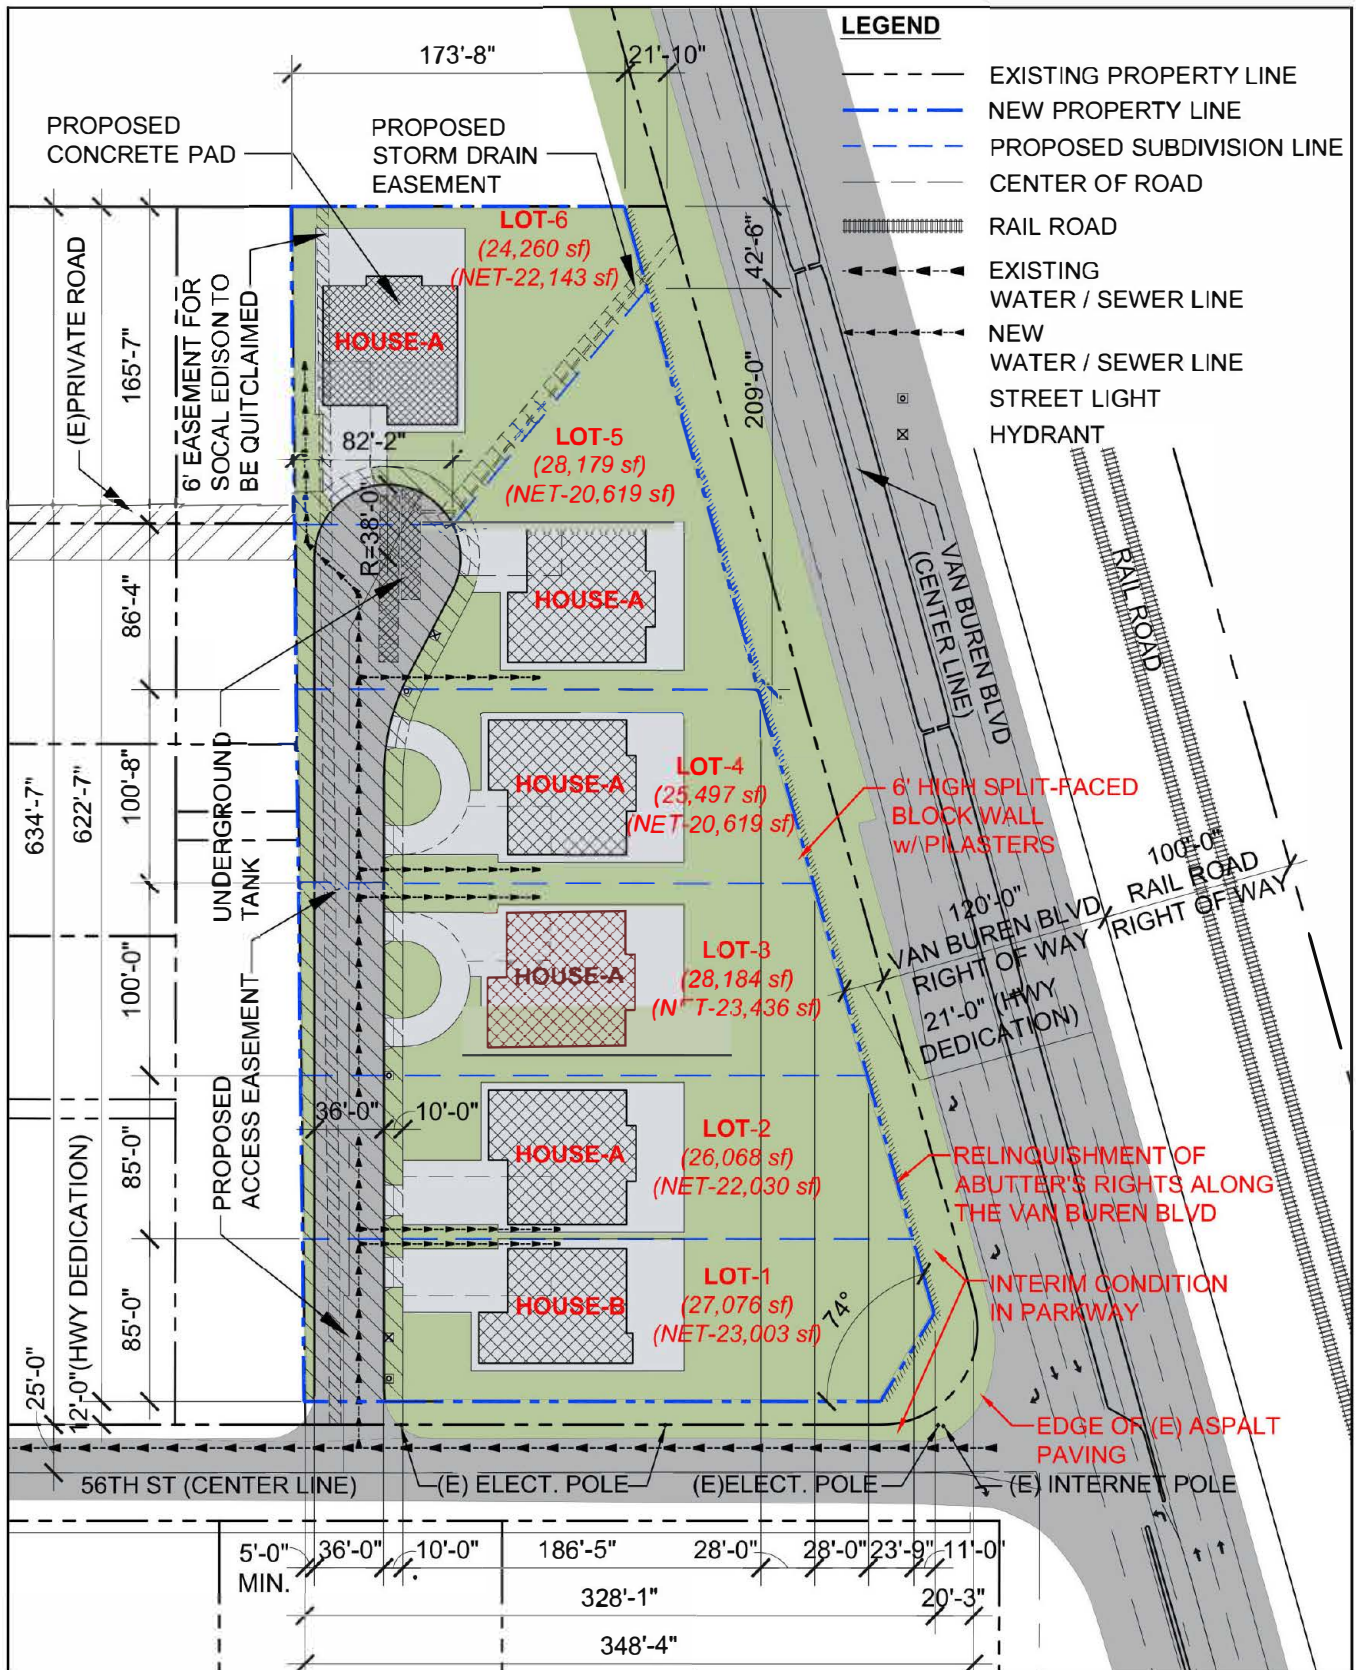 LEGEND
EXISTING PROPERTY LINE
NEW PROPERTY LINE
PROPOSED SUBDIVISION LINE
CENTER OF ROAD
RAIL ROAD
EXISTING
WATER / SEWER LINE
NEW
WATER / SEWER LINE
STREET LIGHT
HYDRANT
173'-8"
21'-10"
PROPOSED
CONCRETE PAD
PROPOSED
STORM DRAIN
EASEMENT
LOT-6
(24,260 sf)
(NET-22,143 sf)
HOUSE-A
42'-6"
209'-0"
(E)PRIVATE ROAD
165'-7"
6' EASEMENT FOR
SOCAL EDISON TO
BE QUITCLAIMED
82'-2"
LOT-5
(28,179 sf)
(NET-20,619 sf)
R=38'-0"
HOUSE-A
86'-4"
VAN BUREN BLVD
(CENTER LINE)
RAIL ROAD
634'-7"
622'-7"
100'-8"
UNDERGROUND
TANK
HOUSE-A
LOT-4
(25,497 sf)
(NET-20,619 sf)
6' HIGH SPLIT-FACED
BLOCK WALL
w/ PILASTERS
100'-0"
RAIL ROAD
RIGHT OF WAY
120'-0"
VAN BUREN BLVD
RIGHT OF WAY
21'-0" (HWY
DEDICATION)
100'-0"
HOUSE-A
LOT-3
(28,184 sf)
T-23,436 sf)
PROPOSED
ACCESS EASEMENT
36'-0"
10'-0"
85'-0"
HOUSE-A
LOT-2
(26,068 sf)
(NET-22,030 sf)
RELINQUISHMENT OF
ABUTTER'S RIGHTS ALONG
THE VAN BUREN BLVD
85'-0"
HOUSE-B
LOT-1
(27,076 sf)
(NET-23,003 sf)
74°
INTERIM CONDITION
IN PARKWAY
25'-0"
12'-0"(HWY DEDICATION)
EDGE OF (E) ASPALT
PAVING
56TH ST (CENTER LINE)
(E) ELECT. POLE
(E)ELECT. POLE
(E) INTERNET POLE
5'-0"
MIN.
36'-0"
10'-0"
186'-5"
28'-0"
28'-0"
23'-9"
11'-0"
328'-1"
20'-3"
348'-4"